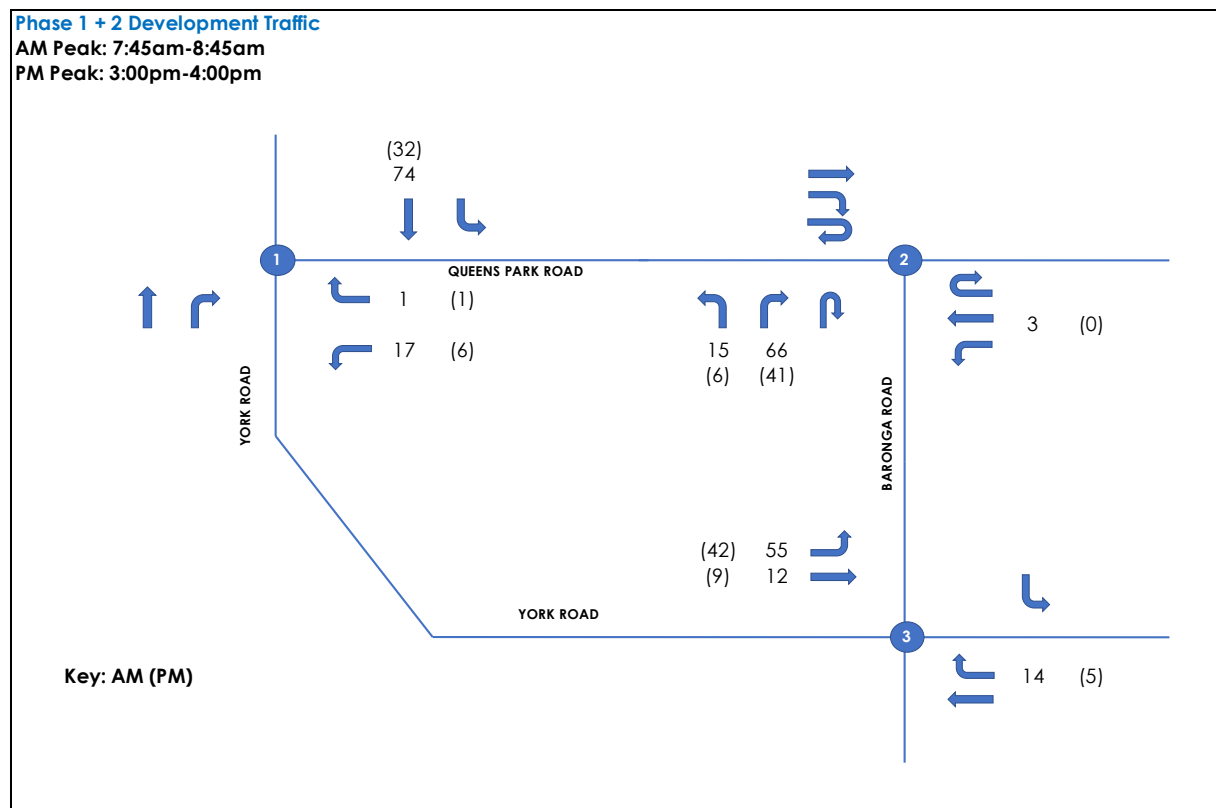 Phase 1 + 2 Development Traffic
AM Peak: 7:45am-8:45am
PM Peak: 3:00pm-4:00pm
(32)
74
1
2
QUEENS PARK ROAD
1 (1)
17 (6)
3 (0)
15 66
(6) (41)
YORK ROAD
BARONGA ROAD
(42) 55
(9) 12
YORK ROAD
3
Key: AM (PM)
14 (5)